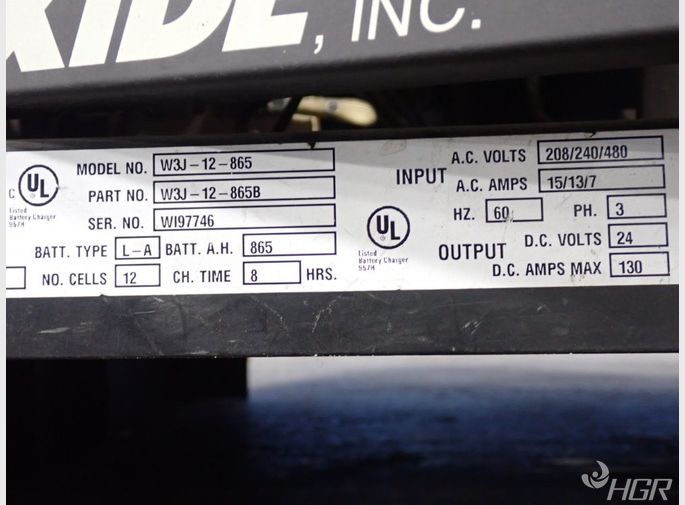 XIDE, INC.
C UL
Listed
Battery Charger
957H
MODEL NO. W3J-12-865
PART NO. W3J-12-865B
SER. NO. WI97746
BATT. TYPE L-A BATT. A.H. 865
NO. CELLS 12 CH. TIME 8 HRS.
INPUT
A.C. VOLTS 208/240/480
A.C. AMPS 15/13/7
HZ. 60 PH. 3
UL
Listed
Battery Charger
957H
OUTPUT
D.C. VOLTS 24
D.C. AMPS MAX 130
HGR